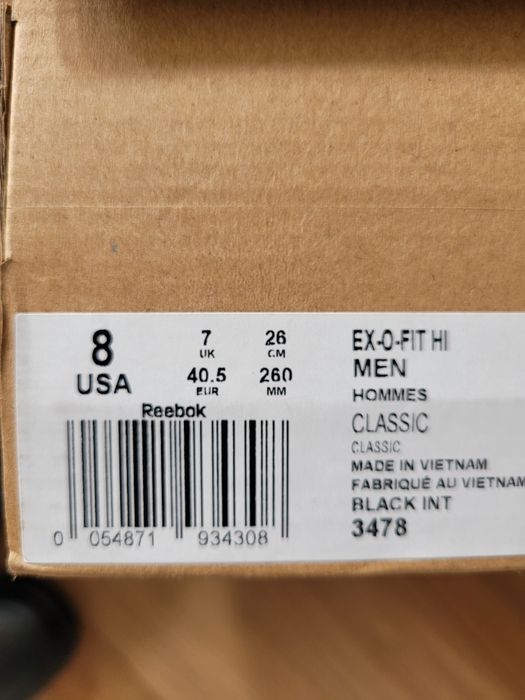 8
USA
7
UK
26
CM
40.5
EUR
260
MM
Reebok
0 054871 934308
EX-O-FIT HI
MEN
HOMMES
CLASSIC
CLASSIC
MADE IN VIETNAM
FABRIQUÉ AU VIETNAM
BLACK INT
3478